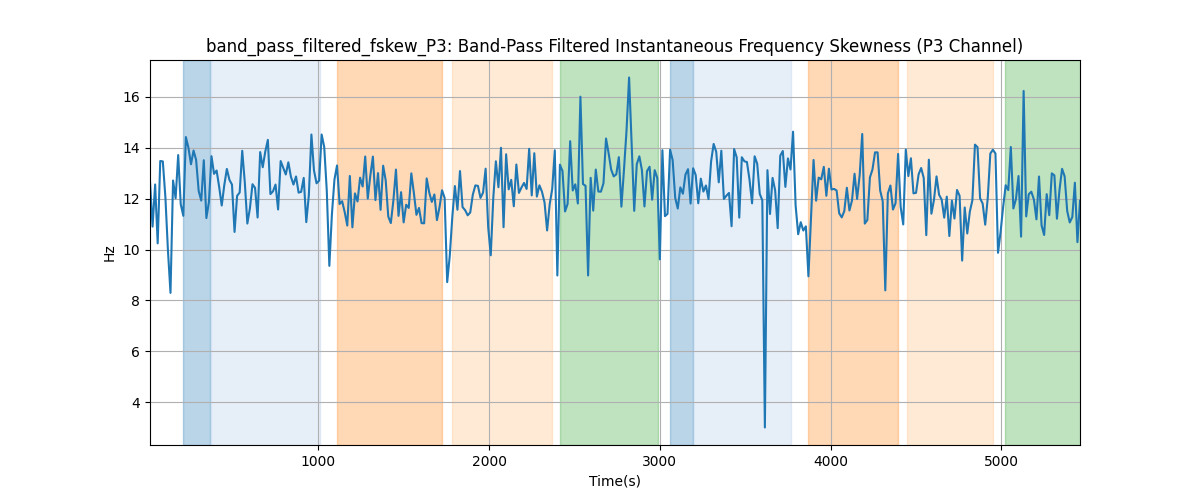 band_pass_filtered_fskew_P3: Band-Pass Filtered Instantaneous Frequency Skewness (P3 Channel)
16
14
12
10
8
6
4
Hz
1000 2000 3000 4000 5000
Time(s)